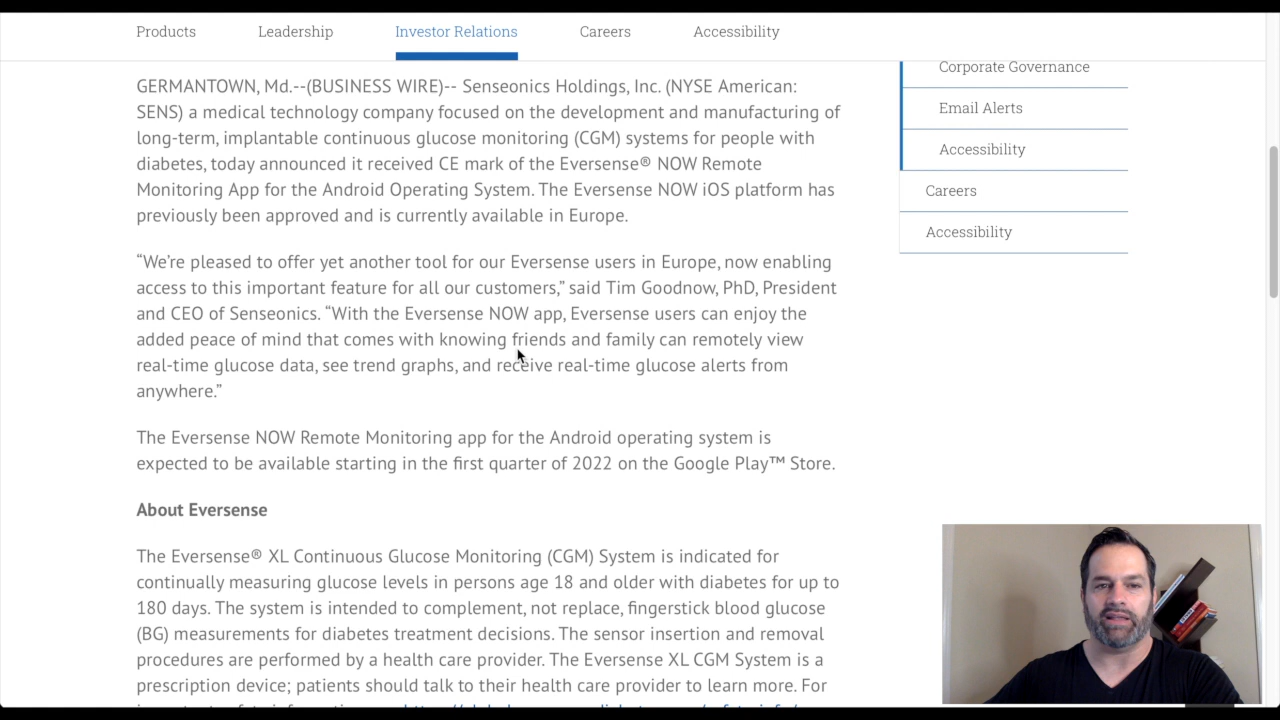 Products Leadership Investor Relations Careers Accessibility
GERMANTOWN, Md.--(BUSINESS WIRE)-- Senseonics Holdings, Inc. (NYSE American:
SENS) a medical technology company focused on the development and manufacturing of
long-term, implantable continuous glucose monitoring (CGM) systems for people with
diabetes, today announced it received CE mark of the Eversense® NOW Remote
Monitoring App for the Android Operating System. The Eversense NOW iOS platform has
previously been approved and is currently available in Europe.
“We’re pleased to offer yet another tool for our Eversense users in Europe, now enabling
access to this important feature for all our customers,” said Tim Goodnow, PhD, President
and CEO of Senseonics. “With the Eversense NOW app, Eversense users can enjoy the
added peace of mind that comes with knowing friends and family can remotely view
real-time glucose data, see trend graphs, and receive real-time glucose alerts from
anywhere.”
The Eversense NOW Remote Monitoring app for the Android operating system is
expected to be available starting in the first quarter of 2022 on the Google Play™ Store.
About Eversense
The Eversense® XL Continuous Glucose Monitoring (CGM) System is indicated for
continually measuring glucose levels in persons age 18 and older with diabetes for up to
180 days. The system is intended to complement, not replace, fingerstick blood glucose
(BG) measurements for diabetes treatment decisions. The sensor insertion and removal
procedures are performed by a health care provider. The Eversense XL CGM System is a
prescription device; patients should talk to their health care provider to learn more. For
Corporate Governance
Email Alerts
Accessibility
Careers
Accessibility